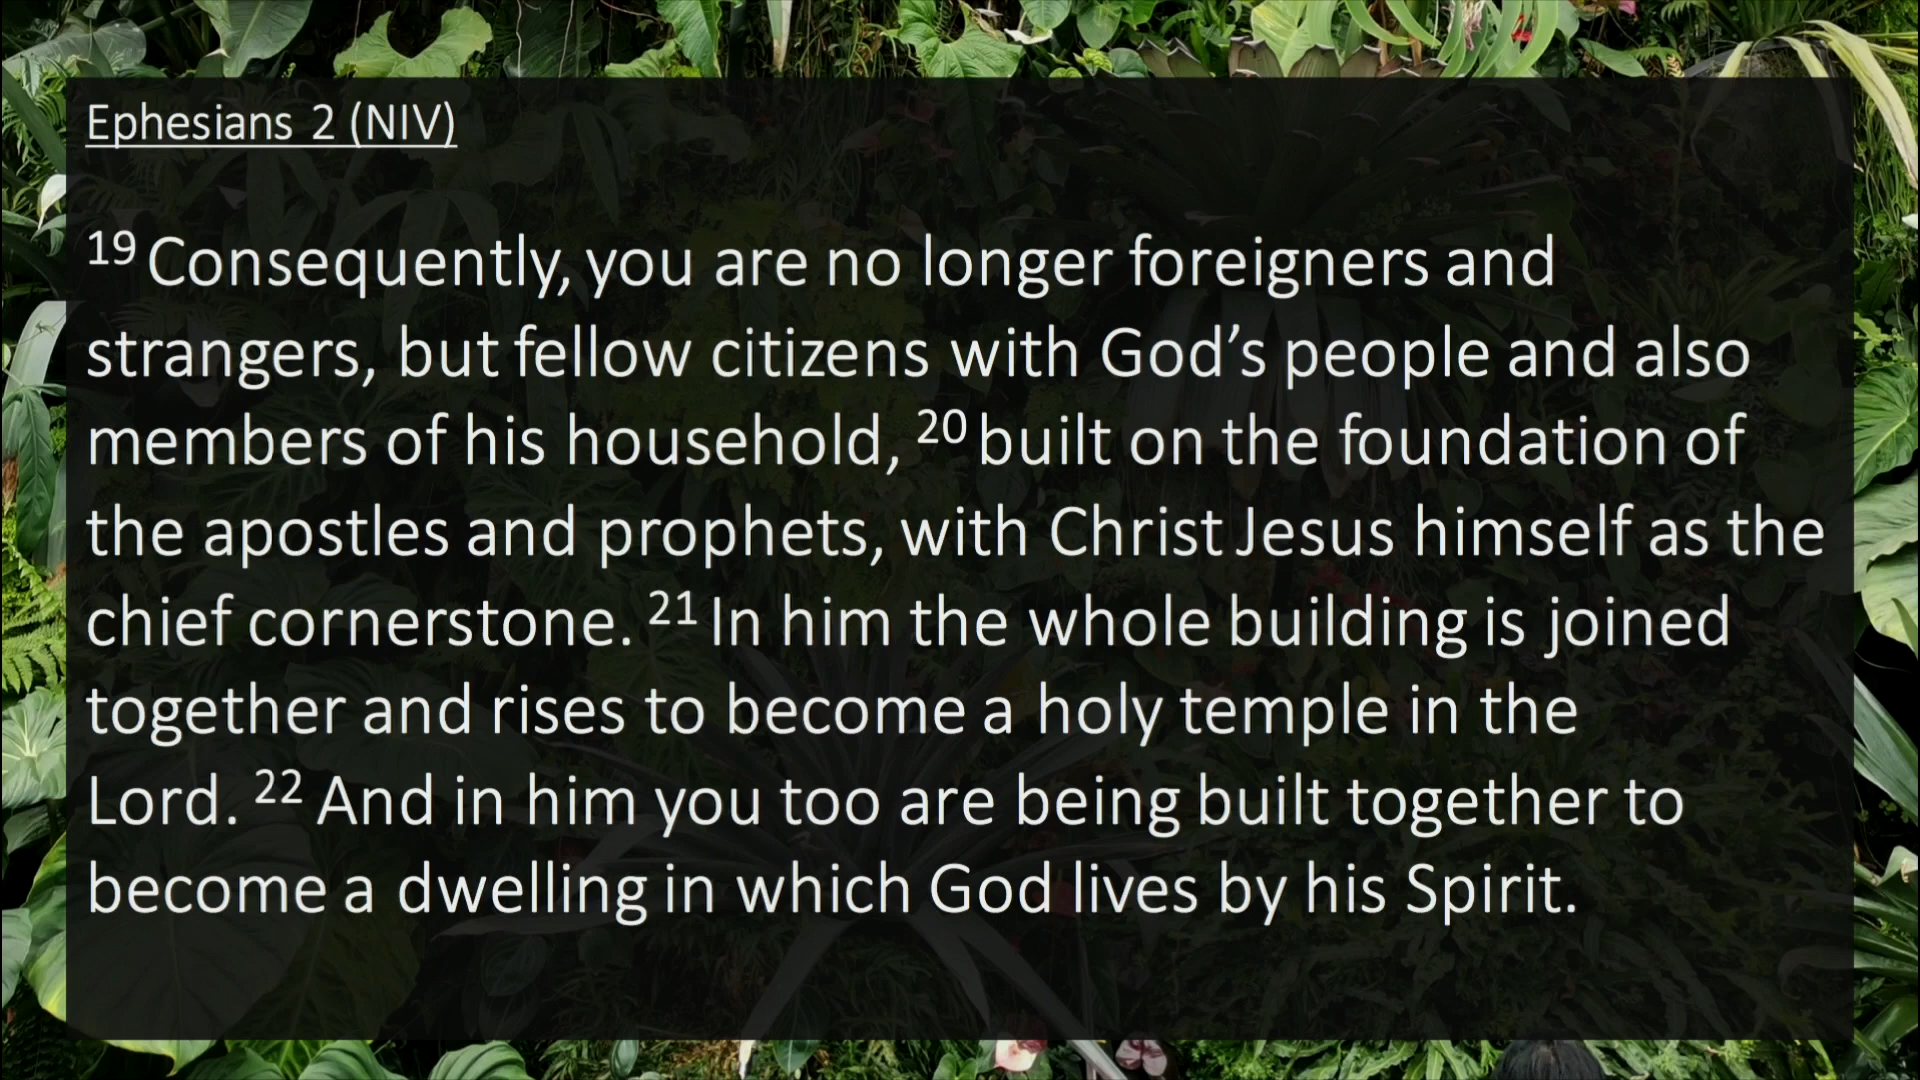 Ephesians 2 (NIV)
19 Consequently, you are no longer foreigners and
strangers, but fellow citizens with God’s people and also
members of his household, 20 built on the foundation of
the apostles and prophets, with Christ Jesus himself as the
chief cornerstone. 21 In him the whole building is joined
together and rises to become a holy temple in the
Lord. 22 And in him you too are being built together to
become a dwelling in which God lives by his Spirit.